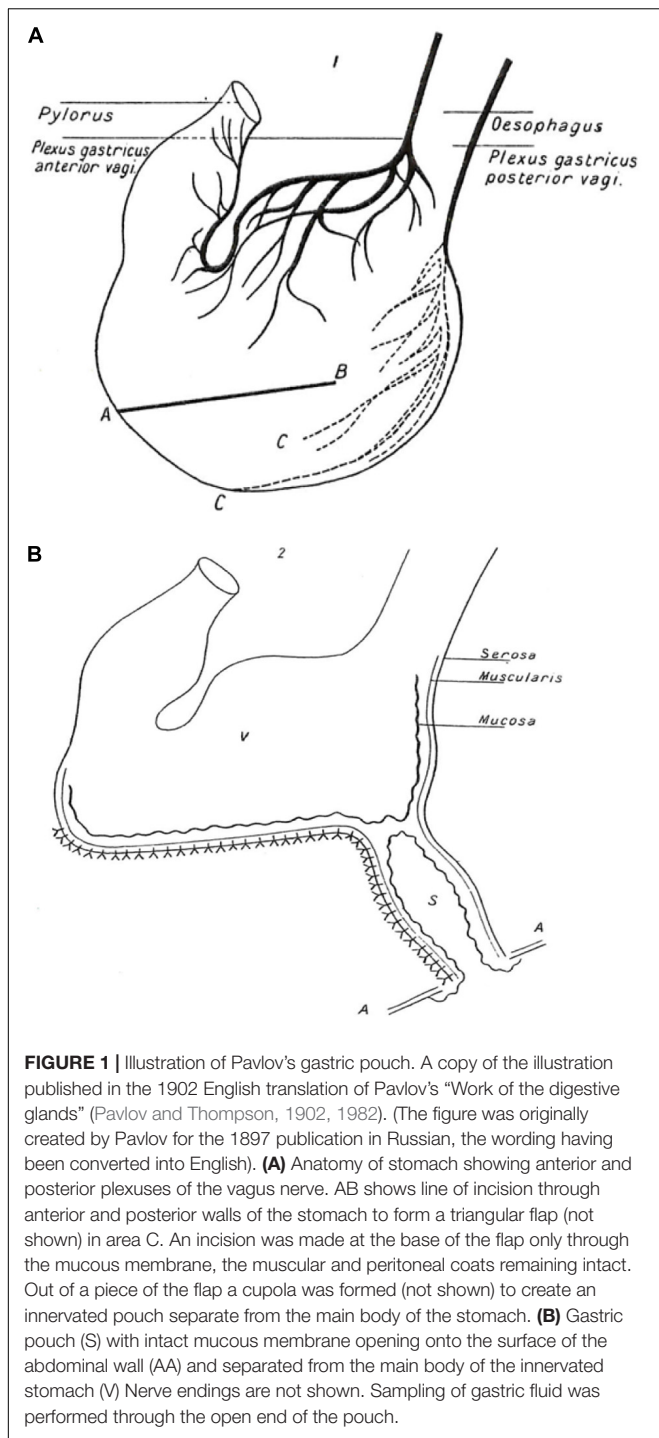 A
1
Pylorus
Oesophagus
Plexus gastricus
anterior vagi.
Plexus gastricus
posterior vagi.
B
A
C
C
B
2
Serosa
Muscularis
Mucosa
V
S
A
A
FIGURE 1 | Illustration of Pavlov’s gastric pouch. A copy of the illustration
published in the 1902 English translation of Pavlov’s “Work of the digestive
glands” (Pavlov and Thompson, 1902, 1982). (The figure was originally
created by Pavlov for the 1897 publication in Russian, the wording having
been converted into English). (A) Anatomy of stomach showing anterior and
posterior plexuses of the vagus nerve. AB shows line of incision through
anterior and posterior walls of the stomach to form a triangular flap (not
shown) in area C. An incision was made at the base of the flap only through
the mucous membrane, the muscular and peritoneal coats remaining intact.
Out of a piece of the flap a cupola was formed (not shown) to create an
innervated pouch separate from the main body of the stomach. (B) Gastric
pouch (S) with intact mucous membrane opening onto the surface of the
abdominal wall (AA) and separated from the main body of the innervated
stomach (V) Nerve endings are not shown. Sampling of gastric fluid was
performed through the open end of the pouch.